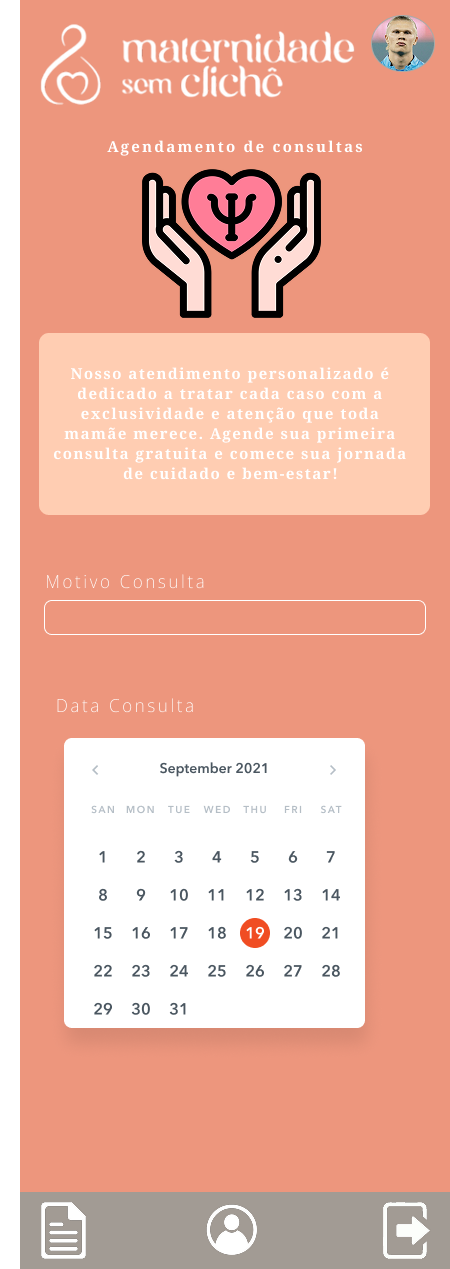 maternidade
sem clichê
Agendamento de consultas
Nosso atendimento personalizado é
dedicado a tratar cada caso com a
exclusividade e atenção que toda
mamãe merece. Agende sua primeira
consulta gratuita e comece sua jornada
de cuidado e bem-estar!
Motivo Consulta
Data Consulta
September 2021
SAN MON TUE WED THU FRI SAT
1 2 3 4 5 6 7
8 9 10 11 12 13 14
15 16 17 18 19 20 21
22 23 24 25 26 27 28
29 30 31